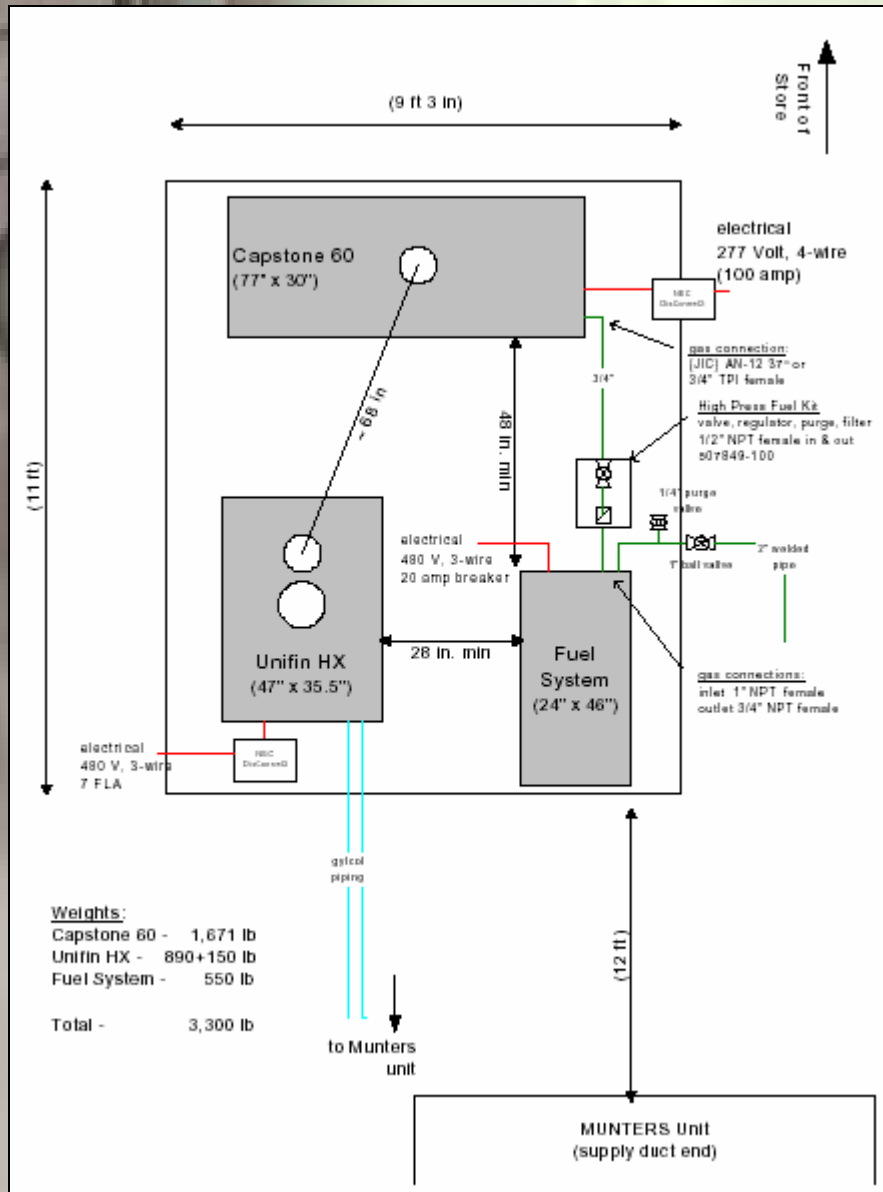 Front of
Store
(9 ft 3 in)
Capstone 60
(77" x 30")
electrical
277 Volt, 4-wire
(100 amp)
gas connection:
(JIC) AN-12 37° or
3/4" TPI female
3/4"
High Press Fuel Kit
valve, regulator, purge, filter
1/2" NPT female in & out
507849-100
~68 in
48 in. min
(11 ft)
1/4" purge
valve
electrical
480 V, 3-wire
20 amp breaker
1" ball valve
2" welded
pipe
28 in. min
Unifin HX
(47" x 35.5")
Fuel
System
(24" x 46")
gas connections:
inlet 1" NPT female
outlet 3/4" NPT female
electrical
480 V, 3-wire
7 FLA
gylcol
piping
Weights:
Capstone 60 - 1,671 lb
Unifin HX - 890+150 lb
Fuel System - 550 lb
Total - 3,300 lb
(12 ft)
to Munters
unit
MUNTERS Unit
(supply duct end)